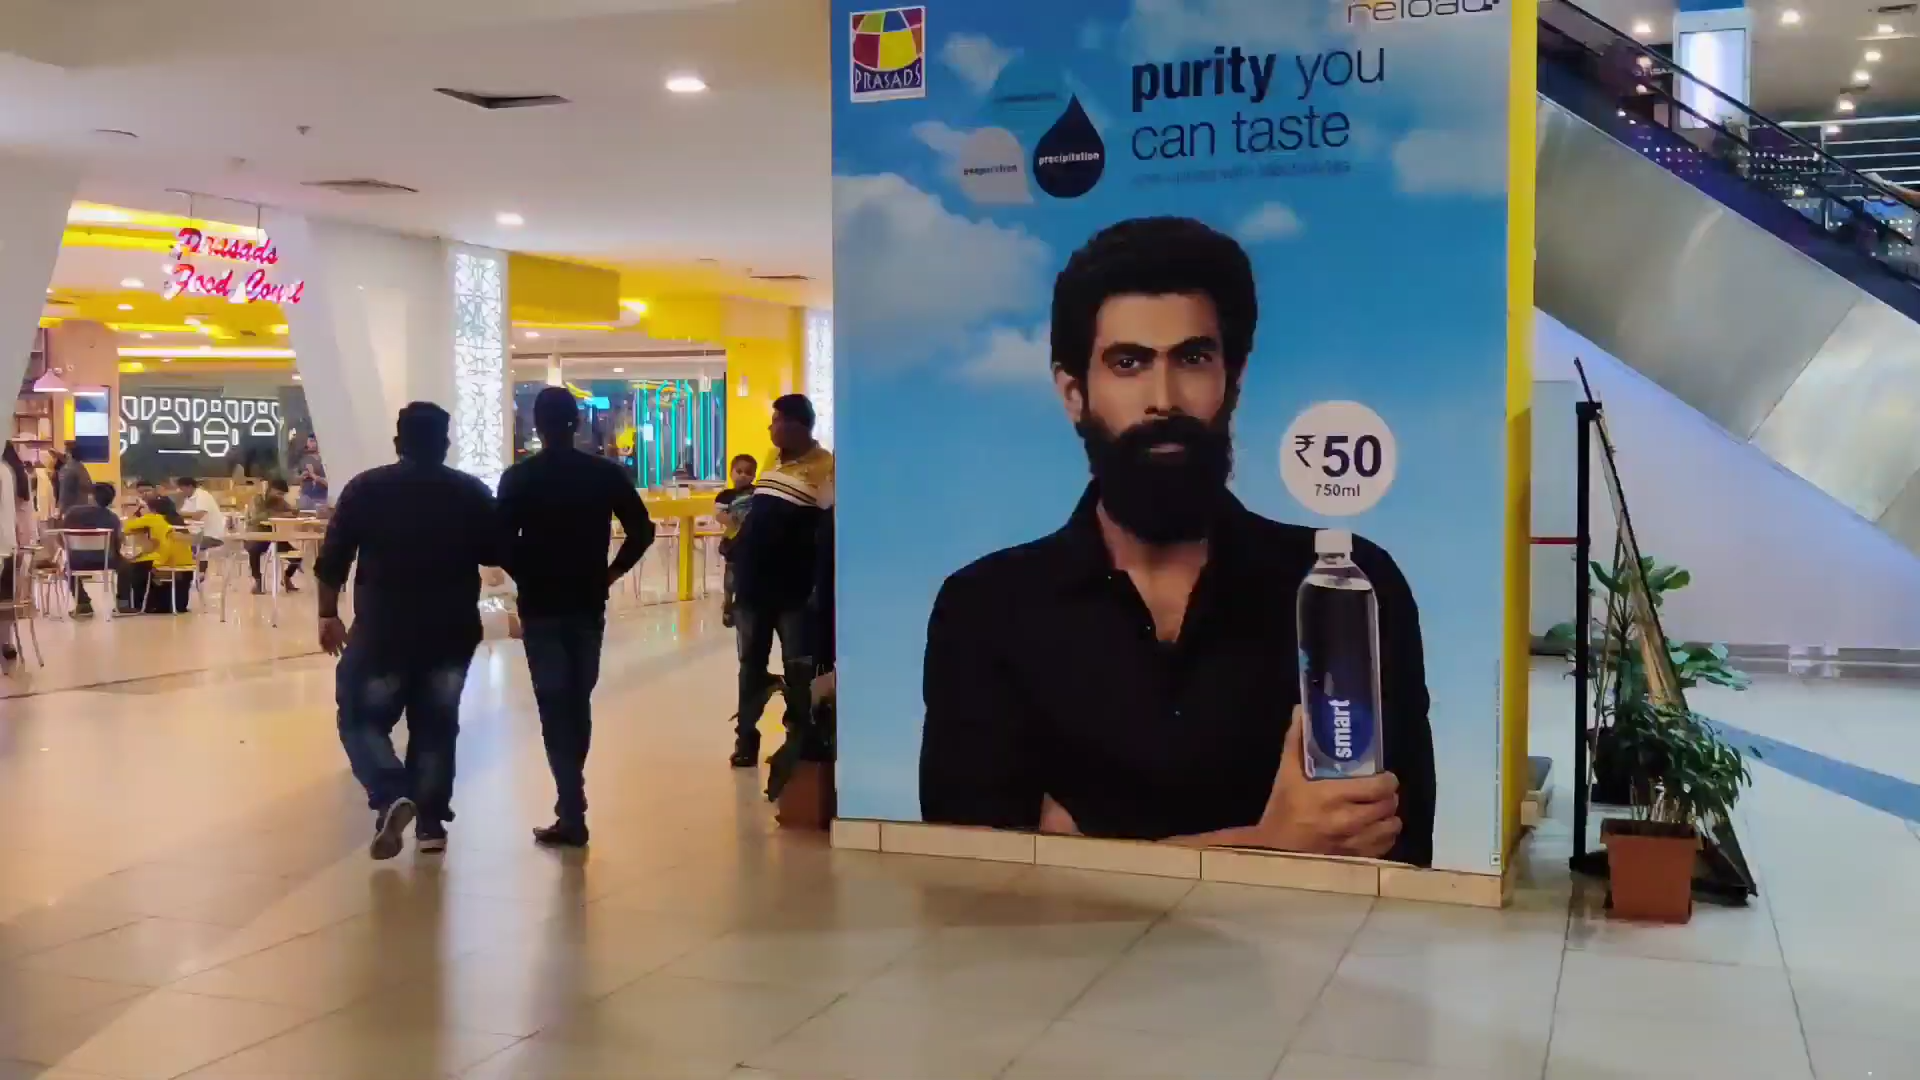 PRASADS
reload
purity you
can taste
evaporation
precipitation
Prasads
Food Court
₹50
750ml
smart